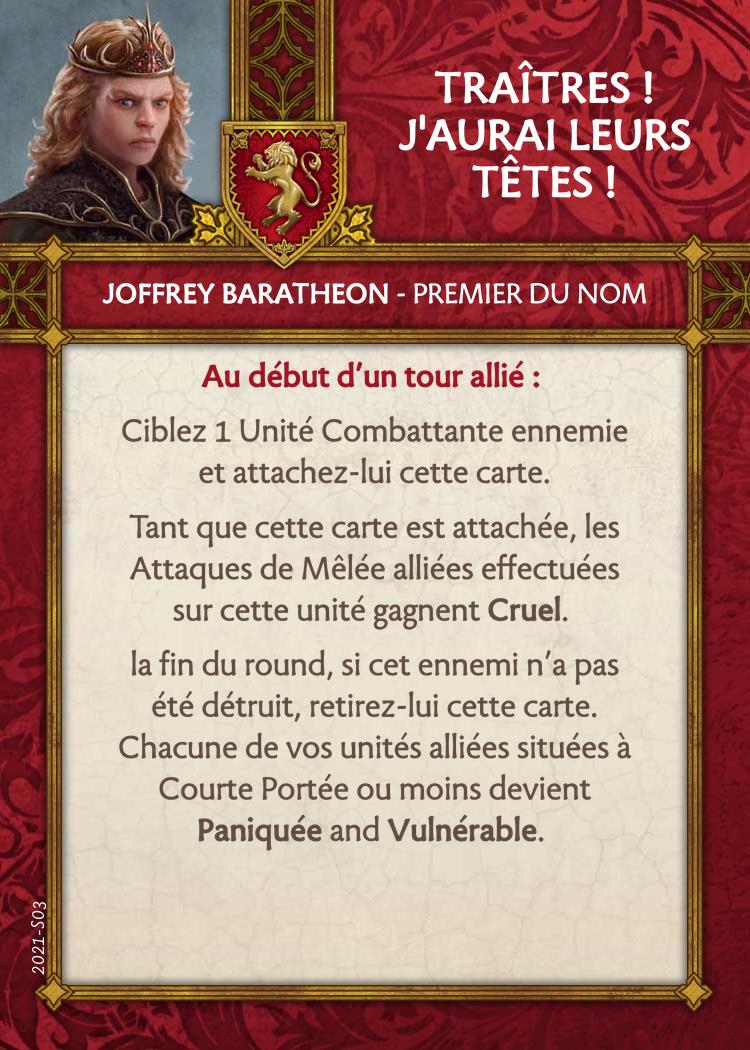 TRAÎTRES !
J'AURAI LEURS
TÊTES !
JOFFREY BARATHEON - PREMIER DU NOM
Au début d'un tour allié :
Ciblez 1 Unité Combattante ennemie
et attachez-lui cette carte.
Tant que cette carte est attachée, les
Attaques de Mêlée alliées effectuées
sur cette unité gagnent Cruel.
la fin du round, si cet ennemi n'a pas
été détruit, retirez-lui cette carte.
Chacune de vos unités alliées situées à
Courte Portée ou moins devient
Paniquée and Vulnérable.
2021-S03